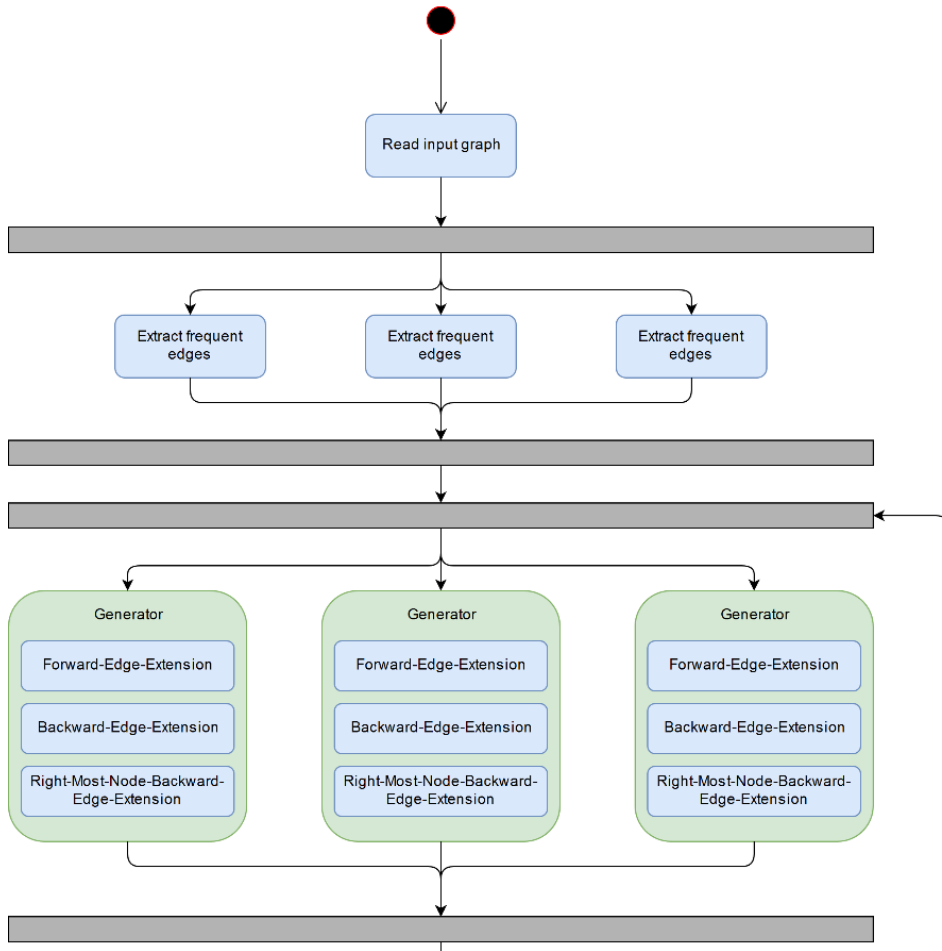 Read input graph
Extract frequent
edges
Extract frequent
edges
Extract frequent
edges
Generator
Forward-Edge-Extension
Backward-Edge-Extension
Right-Most-Node-Backward-
Edge-Extension
Generator
Forward-Edge-Extension
Backward-Edge-Extension
Right-Most-Node-Backward-
Edge-Extension
Generator
Forward-Edge-Extension
Backward-Edge-Extension
Right-Most-Node-Backward-
Edge-Extension